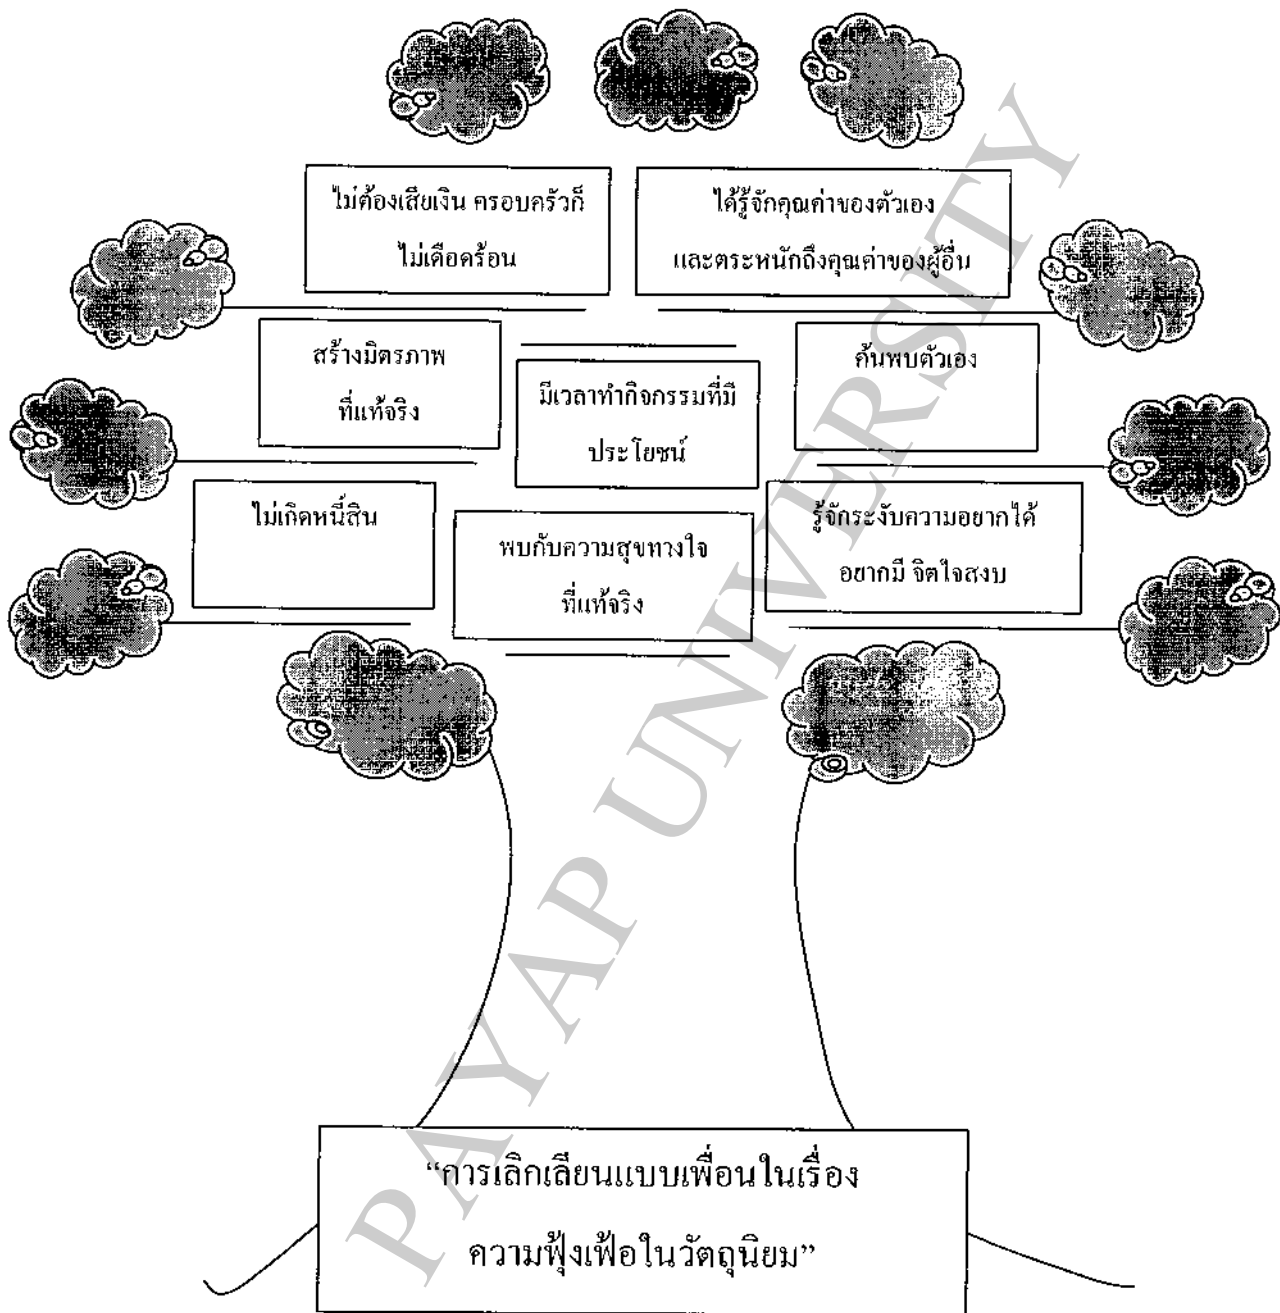 ไม่ต้องเสียเงิน ครอบครัวก็
ไม่เดือดร้อน
ได้รู้จักคุณค่าของตัวเอง
และตระหนักถึงคุณค่าของผู้อื่น
สร้างมิตรภาพ
ที่แท้จริง
มีเวลาทำกิจกรรมที่มี
ประโยชน์
ค้นพบตัวเอง
ไม่เกิดหนี้สิน
พบกับความสุขทางใจ
ที่แท้จริง
รู้จักระงับความอยากได้
อยากมี จิตใจสงบ
“การเลิกเลียนแบบเพื่อนในเรื่อง
ความฟุ้งเฟ้อในวัตถุนิยม”
PAYAP UNIVERSITY